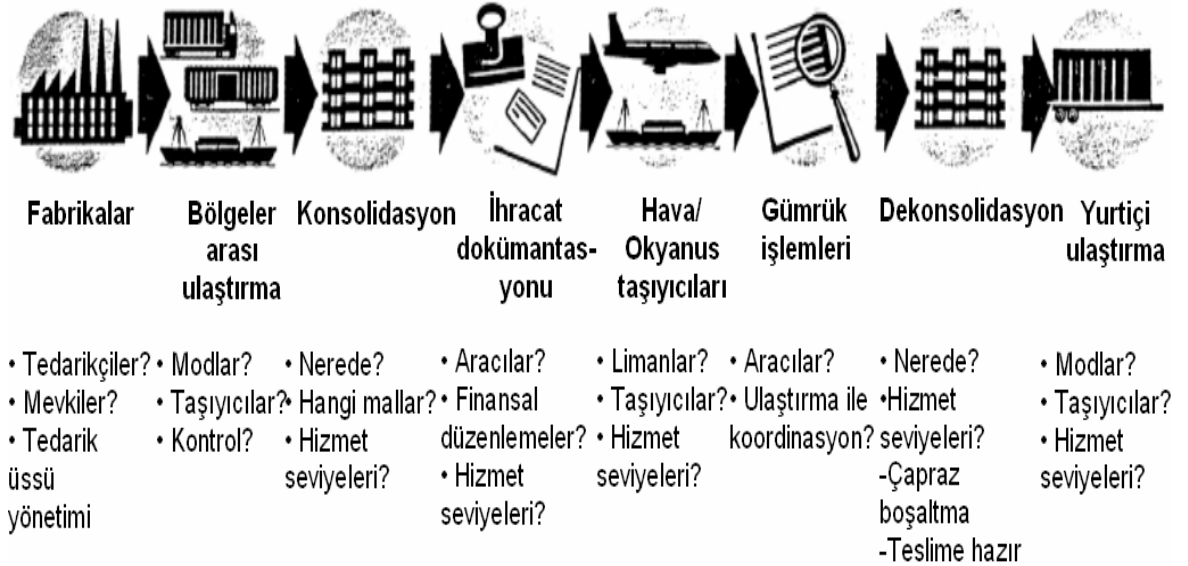 Fabrikalar
Bölgeler
arası
ulaştırma
Konsolidasyon
İhracat
dokümantas-
yonu
Hava/
Okyanus
taşıyıcıları
Gümrük
işlemleri
Dekonsolidasyon
Yurtiçi
ulaştırma
• Tedarikçiler?
• Mevkiler?
• Tedarik
üssü
yönetimi
• Modlar?
• Taşıyıcılar?
• Kontrol?
• Nerede?
• Hangi mallar?
• Hizmet
seviyeleri?
• Aracılar?
• Finansal
düzenlemeler?
• Hizmet
seviyeleri?
• Limanlar?
• Taşıyıcılar?
• Hizmet
seviyeleri?
• Aracılar?
• Ulaştırma ile
koordinasyon?
• Nerede?
•Hizmet
seviyeleri?
-Çapraz
boşaltma
-Teslime hazır
• Modlar?
• Taşıyıcılar?
• Hizmet
seviyeleri?